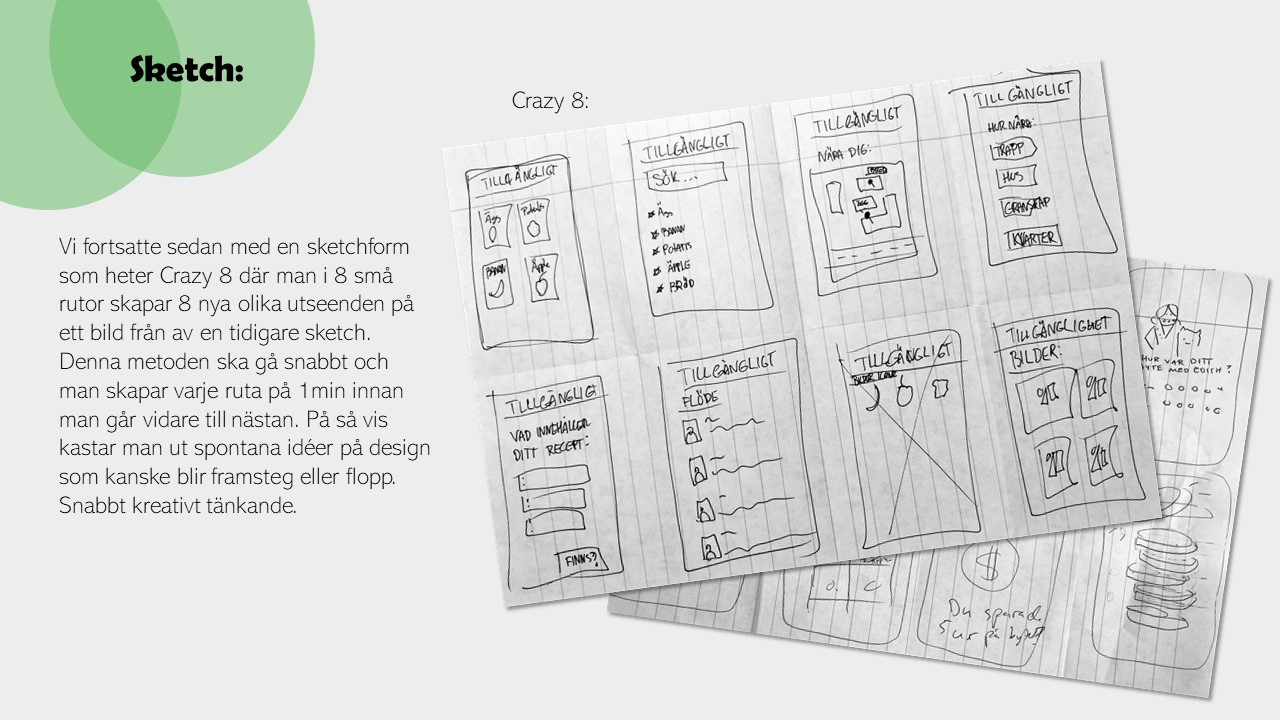 Sketch:
Crazy 8:
Vi fortsatte sedan med en sketchform
som heter Crazy 8 där man i 8 små
rutor skapar 8 nya olika utseenden på
ett bild från av en tidigare sketch.
Denna metoden ska gå snabbt och
man skapar varje ruta på 1min innan
man går vidare till nästan. På så vis
kastar man ut spontana idéer på design
som kanske blir framsteg eller flopp.
Snabbt kreativt tänkande.
TILLGÄNGLIGT
Ägg
Potatis
BANAN
Äpple
TILLGÄNGLIGT
SÖK...
ÄGG
BANAN
POTATIS
ÄPPLE
BRÖD
TILLGÄNGLIGT
NÄRA DIG:
TILLGÄNGLIGT
HUR NÄRA:
TRAPP
HUS
GRANSKAP
KVARTER
TILLGÄNGLIGT
VAD INNEHÅLLER
DITT RECEPT:
FINNS?
TILLGÄNGLIGT
FLÖDE
TILLGÄNGLIGT
TILLGÄNGLIGHET
BILDER:
HUR VAR DITT
MED EDITH?
$
Du sparad
5 ur på bytet!